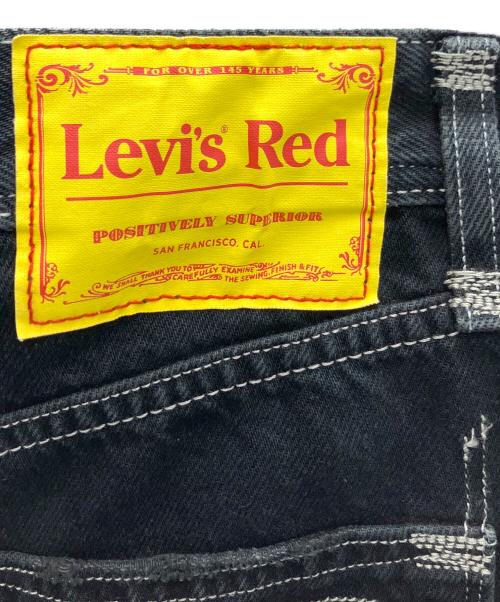 FOR OVER 145 YEARS
Levi's® Red
POSITIVELY SUPERIOR
SAN FRANCISCO, CAL.
WE SHALL THANK YOU TO
CAREFULLY EXAMINE
THE SEWING, FINISH & FIT